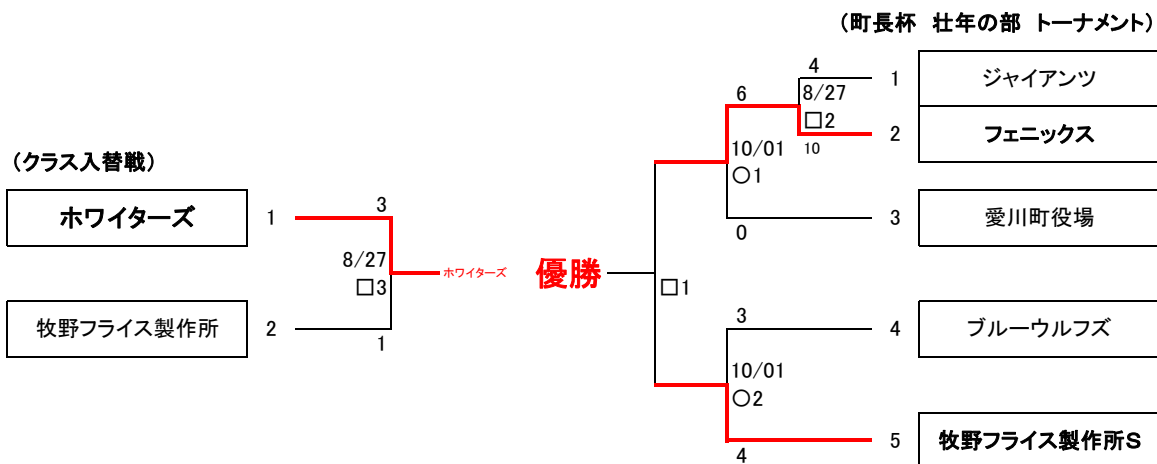 （町長杯 壮年の部 トーナメント）
4
1
ジャイアンツ
6
8/27
□2
2
フェニックス
10
10/01
○1
（クラス入替戦）
ホワイターズ
1
3
3
愛川町役場
0
8/27
□3
ホワイターズ
優勝
□1
牧野フライス製作所
2
1
3
4
ブルーウルフズ
10/01
○2
5
牧野フライス製作所S
4